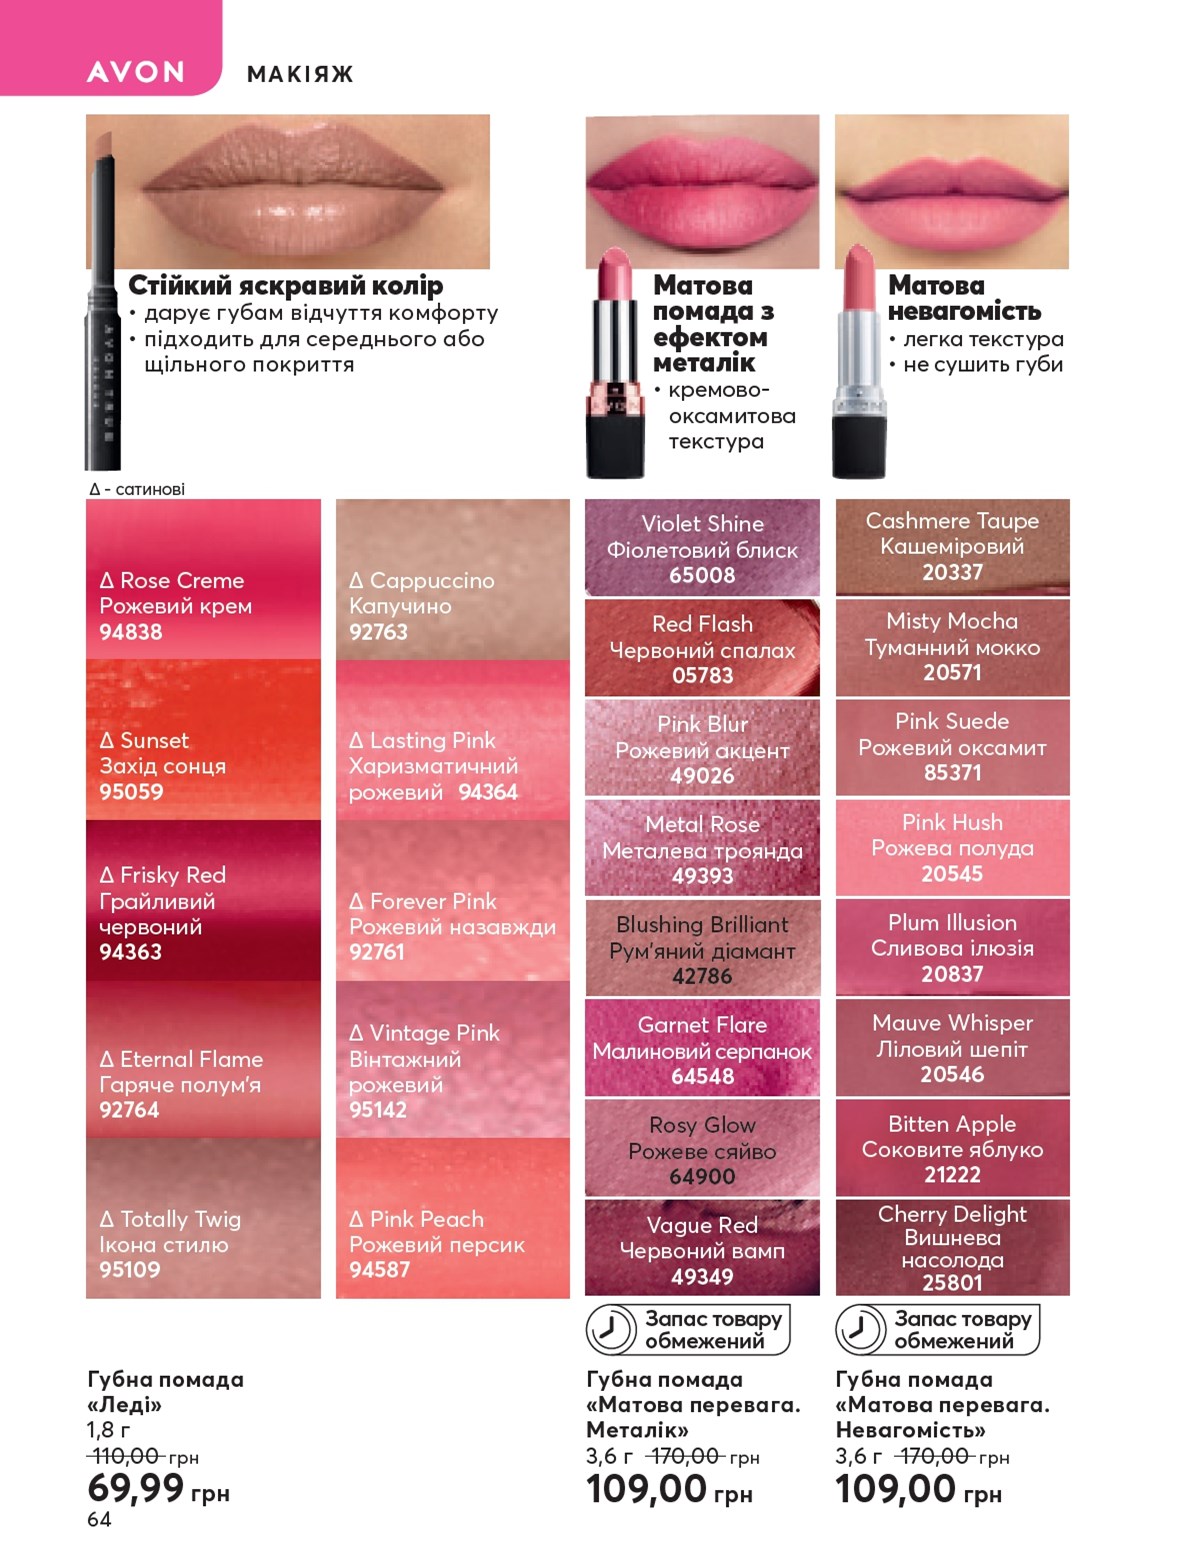 AVON
МАКІЯЖ
Стійкий яскравий колір
• дарує губам відчуття комфорту
• підходить для середнього або
щільного покриття
Матова
помада з
ефектом
металік
• кремово-
оксамитова
текстура
Матова
невагомість
• легка текстура
• не сушить губи
AVON
AVON
Δ - сатинові
Δ Rose Creme
Рожевий крем
94838
Δ Sunset
Захід сонця
95059
Δ Frisky Red
Грайливий
червоний
94363
Δ Eternal Flame
Гаряче полум’я
92764
Δ Totally Twig
Ікона стилю
95109
Δ Cappuccino
Капучино
92763
Δ Lasting Pink
Харизматичний
рожевий 94364
Δ Forever Pink
Рожевий назавжди
92761
Δ Vintage Pink
Вінтажний
рожевий
95142
Δ Pink Peach
Рожевий персик
94587
Violet Shine
Фіолетовий блиск
65008
Red Flash
Червоний спалах
05783
Pink Blur
Рожевий акцент
49026
Metal Rose
Металева троянда
49393
Blushing Brilliant
Рум’яний діамант
42786
Garnet Flare
Малиновий серпанок
64548
Rosy Glow
Рожеве сяйво
64900
Vague Red
Червоний вамп
49349
Cashmere Taupe
Кашеміровий
20337
Misty Mocha
Туманний мокко
20571
Pink Suede
Рожевий оксамит
85371
Pink Hush
Рожева полуда
20545
Plum Illusion
Сливова ілюзія
20837
Mauve Whisper
Ліловий шепіт
20546
Bitten Apple
Соковите яблуко
21222
Cherry Delight
Вишнева
насолода
25801
Запас товару
обмежений
Запас товару
обмежений
Губна помада
«Леді»
1,8 г
110,00 грн
69,99 грн
Губна помада
«Матова перевага.
Металік»
3,6 г 170,00 грн
109,00 грн
Губна помада
«Матова перевага.
Невагомість»
3,6 г 170,00 грн
109,00 грн
64